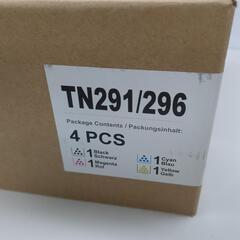 TN291/296
Package Contents / Packungsinhalt:
4 PCS
1 Black Schwarz
1 Cyan Blau
1 Magenta Rot
1 Yellow Gelb